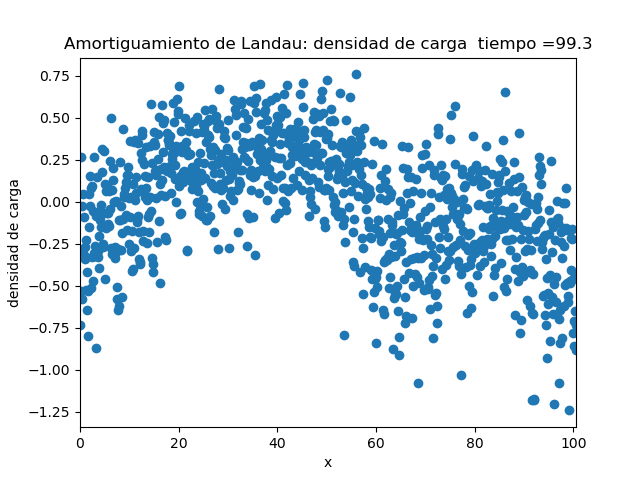 Amortiguamiento de Landau: densidad de carga  tiempo =99.3
0.75
0.50
0.25
0.00
−0.25
−0.50
−0.75
−1.00
−1.25
densidad de carga
0 20 40 60 80 100
x